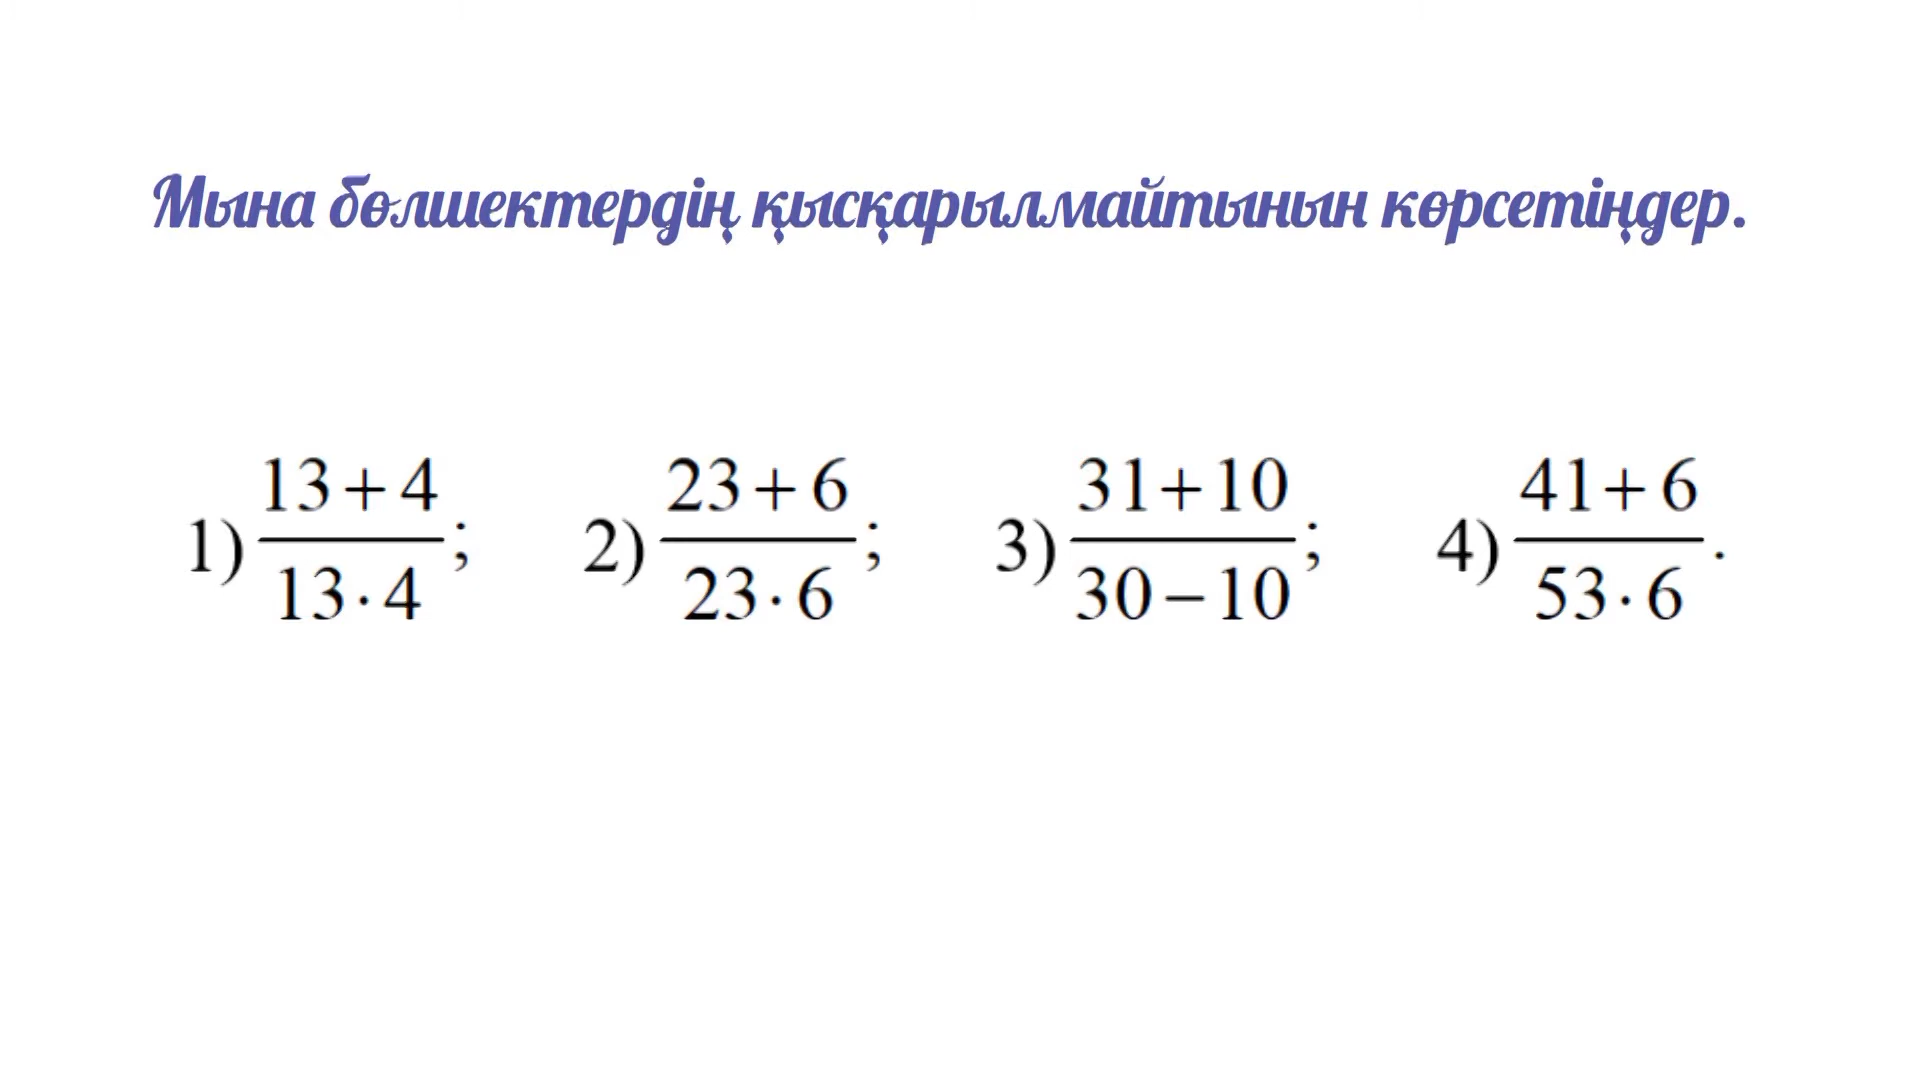 Мына бөлшектердің қысқарылмайтынын көрсетіңдер.
1) (13+4)/(13·4); 2) (23+6)/(23·6); 3) (31+10)/(30−10); 4) (41+6)/(53·6).